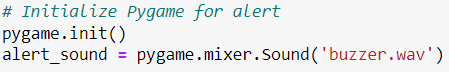 # Initialize Pygame for alert
pygame.init()
alert_sound = pygame.mixer.Sound('buzzer.wav')